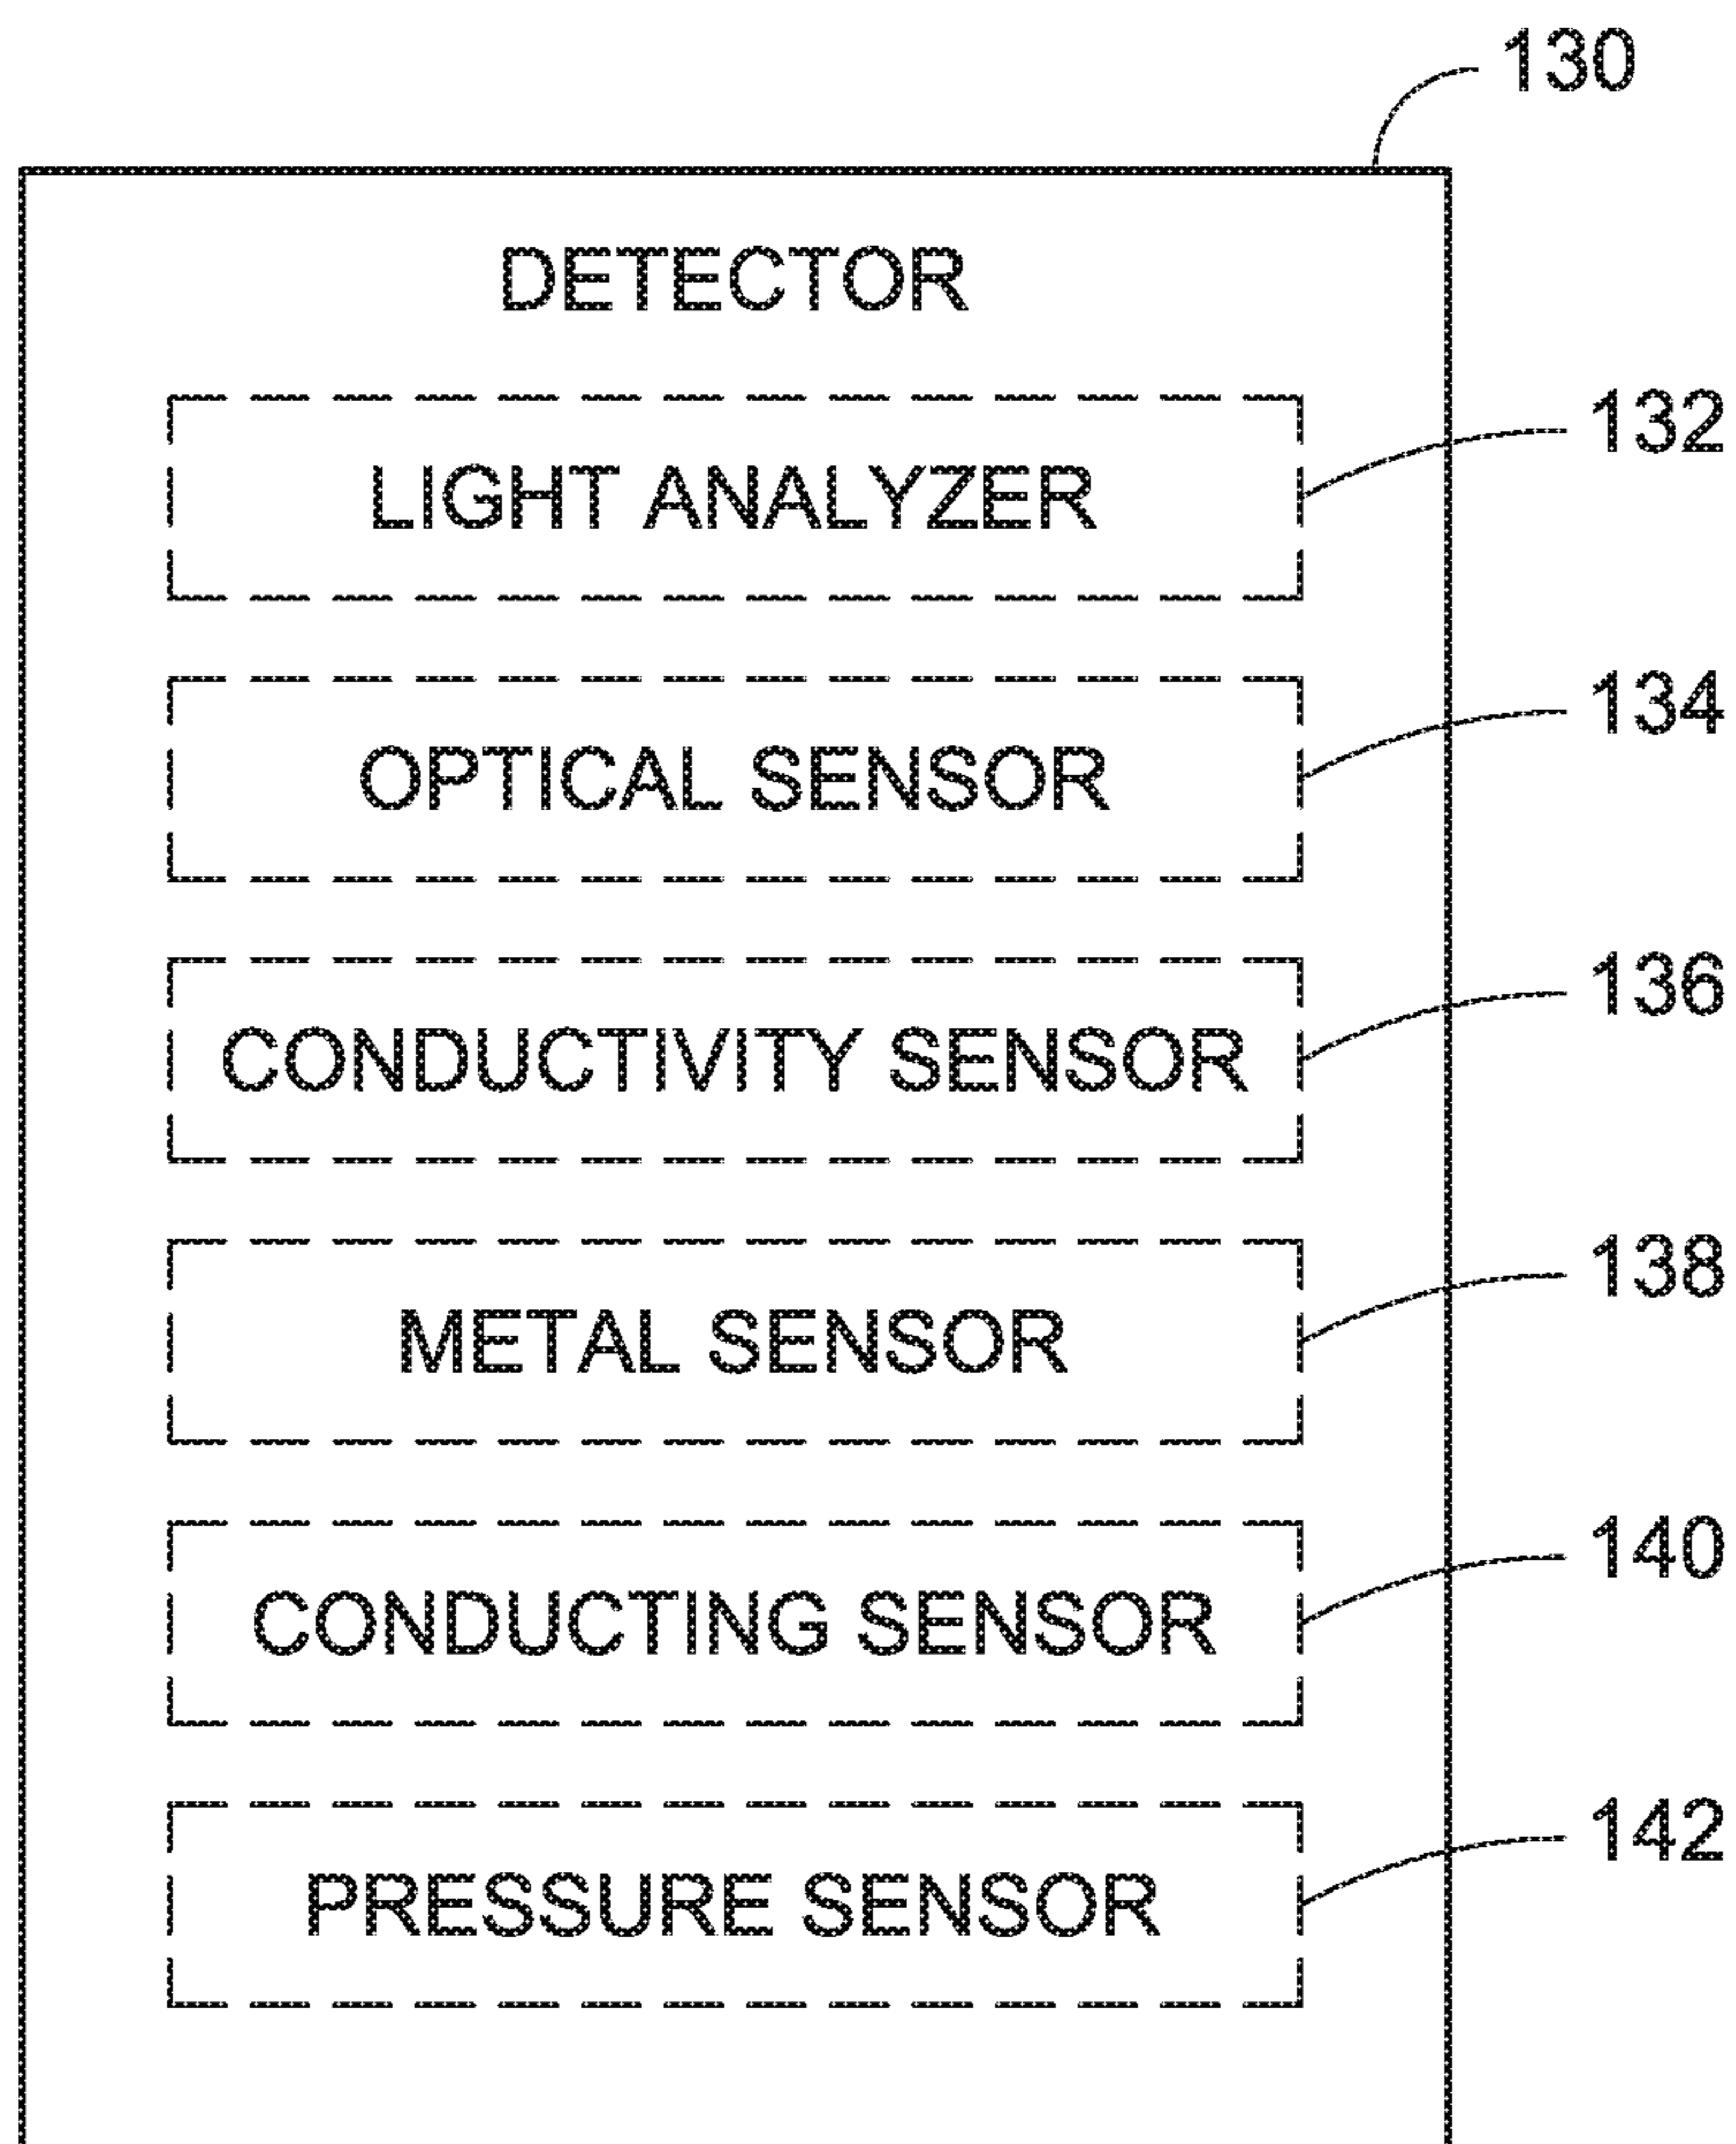 130
DETECTOR
132
LIGHT ANALYZER
134
OPTICAL SENSOR
136
CONDUCTIVITY SENSOR
138
METAL SENSOR
140
CONDUCTING SENSOR
142
PRESSURE SENSOR